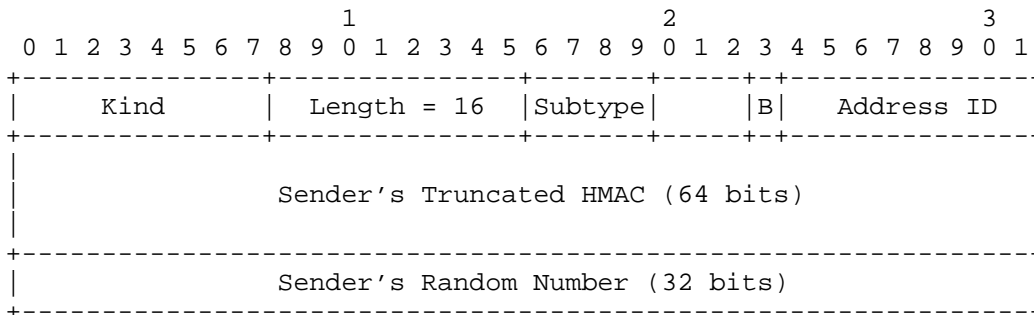 1 2 3
0 1 2 3 4 5 6 7 8 9 0 1 2 3 4 5 6 7 8 9 0 1 2 3 4 5 6 7 8 9 0 1
Kind Length = 16 Subtype B Address ID
Sender's Truncated HMAC (64 bits)
Sender's Random Number (32 bits)